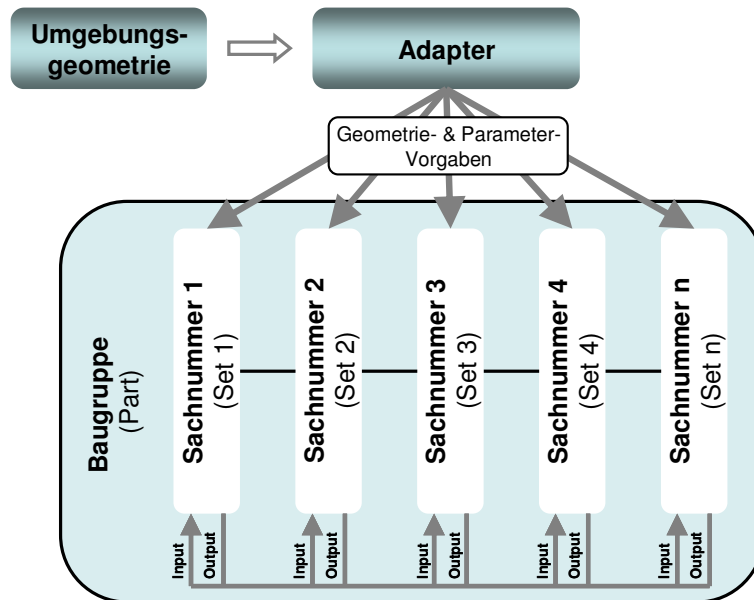 Umgebungs-
geometrie
Adapter
Geometrie- & Parameter-
Vorgaben
Baugruppe
(Part)
Sachnummer 1
(Set 1)
Sachnummer 2
(Set 2)
Sachnummer 3
(Set 3)
Sachnummer 4
(Set 4)
Sachnummer n
(Set n)
Input
Output
Input
Output
Input
Output
Input
Output
Input
Output